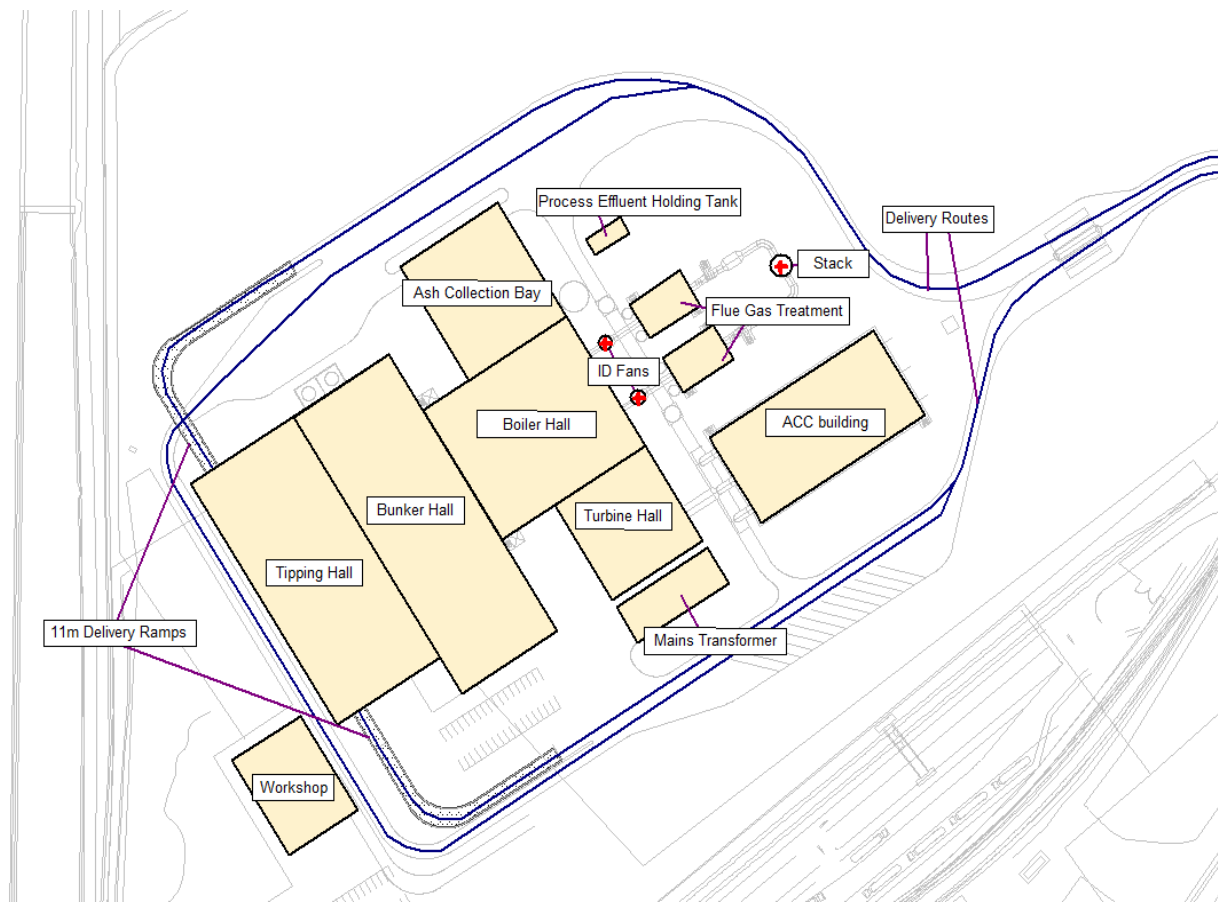 Process Effluent Holding Tank
Delivery Routes
Stack
Ash Collection Bay
Flue Gas Treatment
ID Fans
Boiler Hall
ACC building
Bunker Hall
Turbine Hall
Tipping Hall
11m Delivery Ramps
Mains Transformer
Workshop